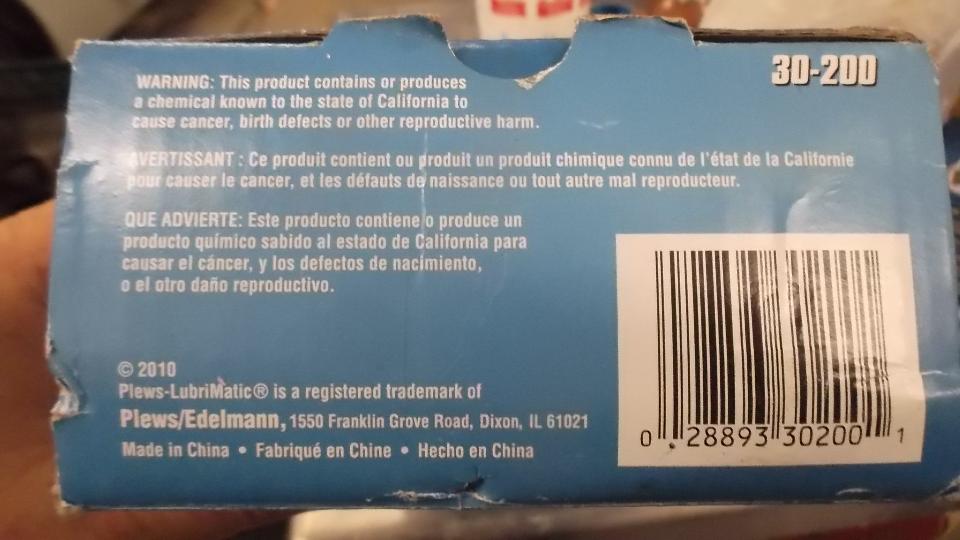 30-200
WARNING: This product contains or produces
a chemical known to the state of California to
cause cancer, birth defects or other reproductive harm.
AVERTISSANT : Ce produit contient ou produit un produit chimique connu de l'état de la Californie
pour causer le cancer, et les défauts de naissance ou tout autre mal reproducteur.
QUE ADVIERTE: Este producto contiene o produce un
producto químico sabido al estado de California para
causar el cáncer, y los defectos de nacimiento,
o el otro daño reproductivo.
© 2010
Plews-LubriMatic® is a registered trademark of
Plews/Edelmann, 1550 Franklin Grove Road, Dixon, IL 61021
Made in China • Fabriqué en Chine • Hecho en China
0 28893 30200 1